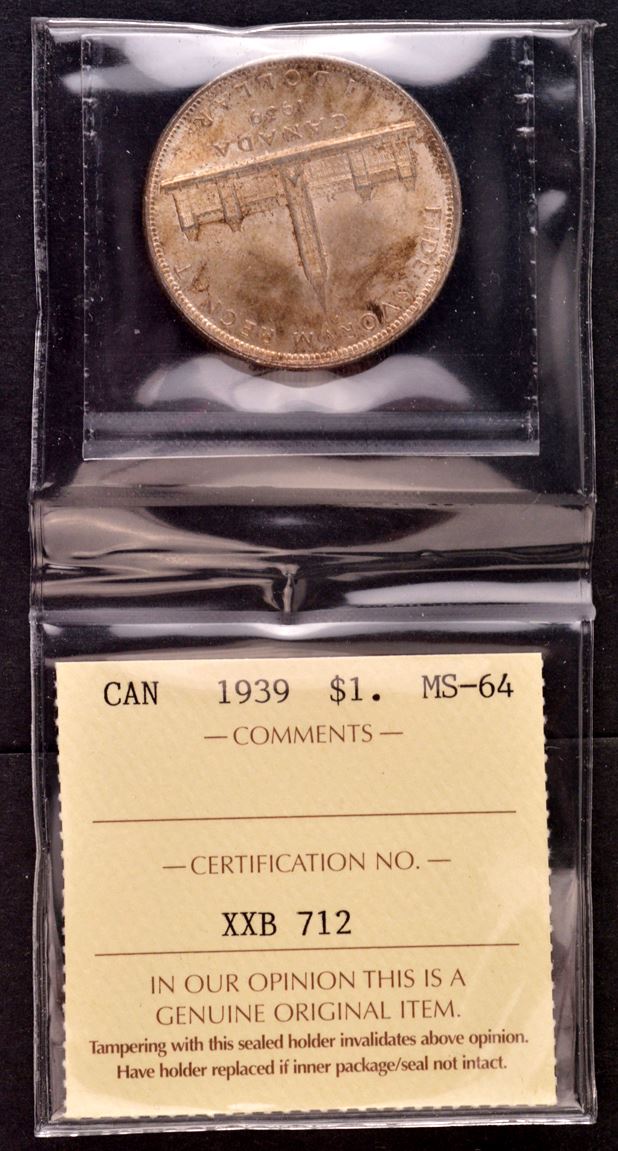 FIDE SVORVM REGNAT
CANADA
1939
1 DOLLAR
CAN 1939 $1. MS-64
— COMMENTS —
— CERTIFICATION NO. —
XXB 712
IN OUR OPINION THIS IS A
GENUINE ORIGINAL ITEM.
Tampering with this sealed holder invalidates above opinion.
Have holder replaced if inner package/seal not intact.